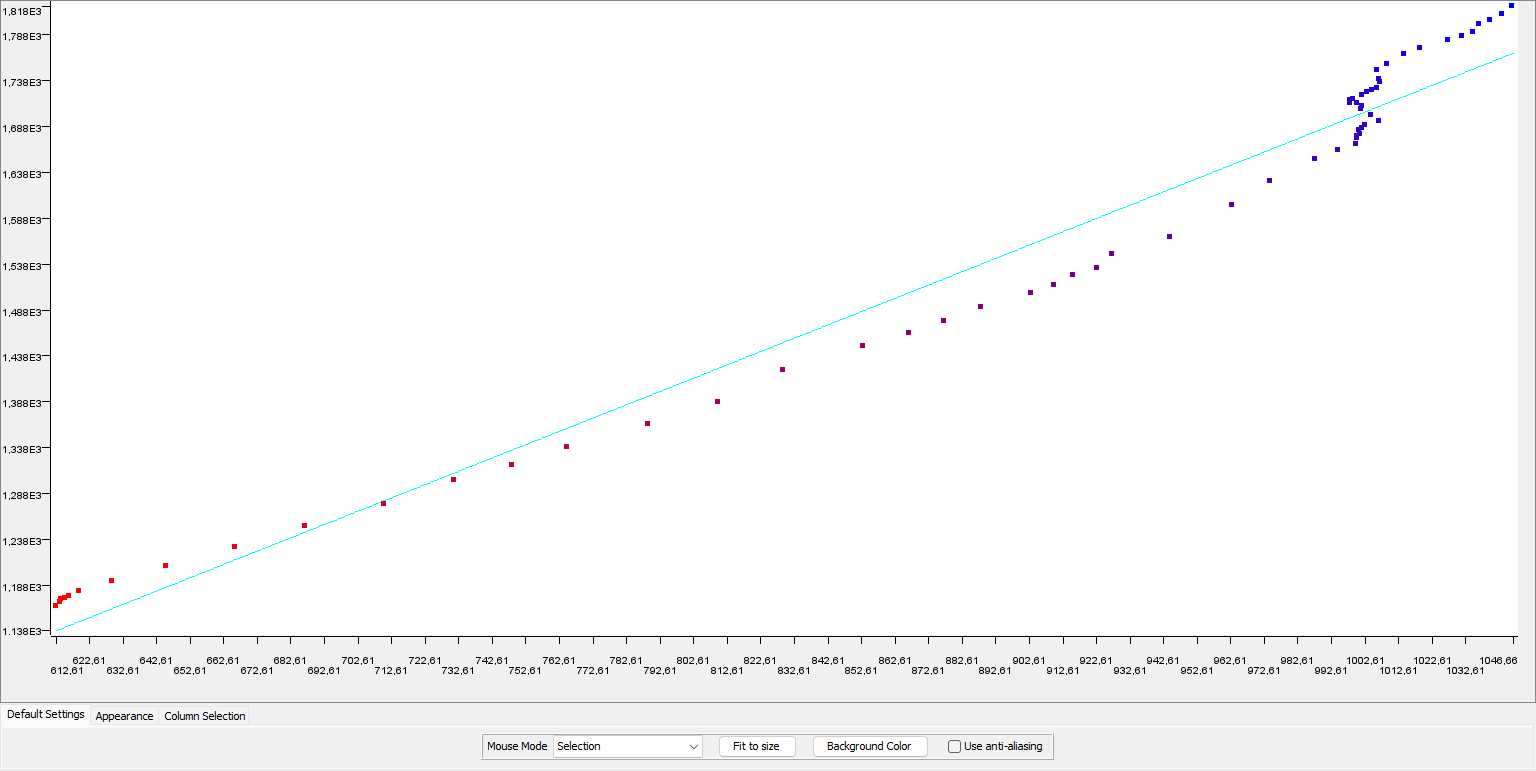 1,818E3
1,788E3
1,738E3
1,688E3
1,638E3
1,588E3
1,538E3
1,488E3
1,438E3
1,388E3
1,338E3
1,288E3
1,238E3
1,188E3
1.138E3
622,61 642,61 662,61 682,61 702,61 722,61 742,61 762,61 782,61 802,61 822,61 842,61 862,61 882,61 902,61 922,61 942,61 962,61 982,61 1002,61 1022,61 1046,66
612,61 632,61 652,61 672,61 692,61 712,61 732,61 752,61 772,61 792,61 812,61 832,61 852,61 872,61 892,61 912,61 932,61 952,61 972,61 992,61 1012,61 1032,61
Default Settings Appearance Column Selection
Mouse Mode Selection Fit to size Background Color Use anti-aliasing